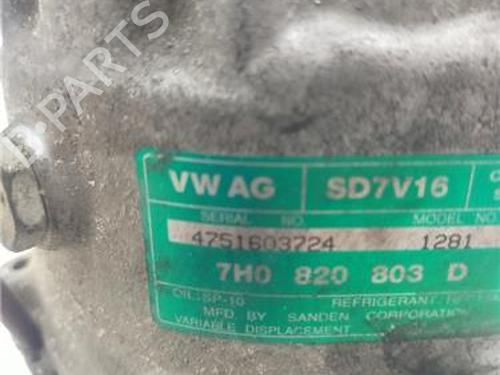 B-PARTS
VW AG SD7V16
SERIAL NO. MODEL NO.
4751603724 1281
7H0 820 803 D
OIL:SP-10 REFRIGERANT
MFD BY SANDEN CORPORATION
VARIABLE DISPLACEMENT